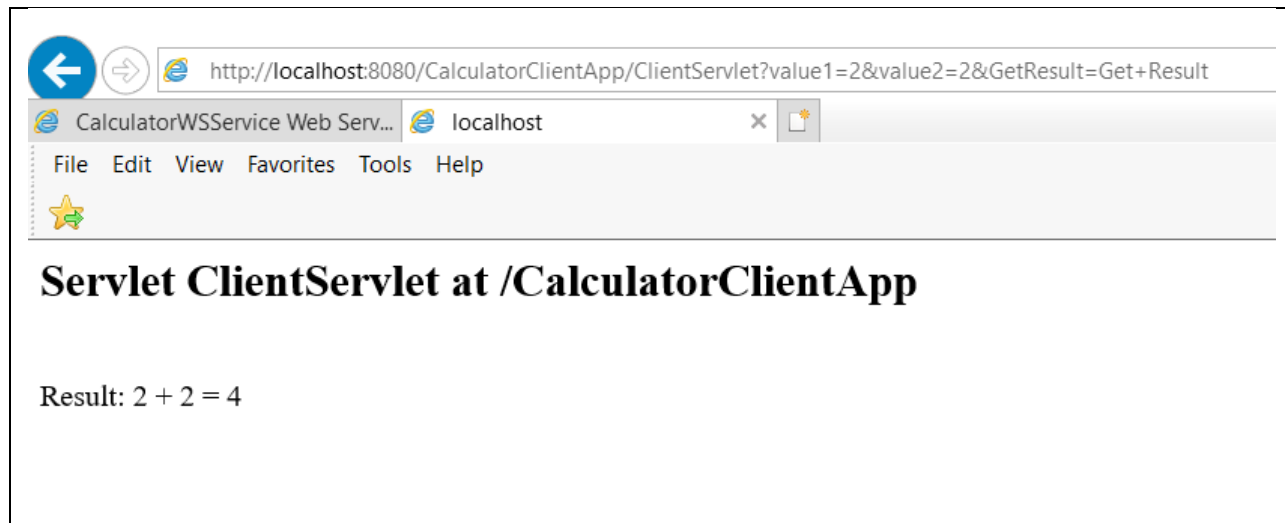 http://localhost:8080/CalculatorClientApp/ClientServlet?value1=2&value2=2&GetResult=Get+Result
CalculatorWSService Web Serv... localhost
File Edit View Favorites Tools Help
Servlet ClientServlet at /CalculatorClientApp
Result: 2 + 2 = 4